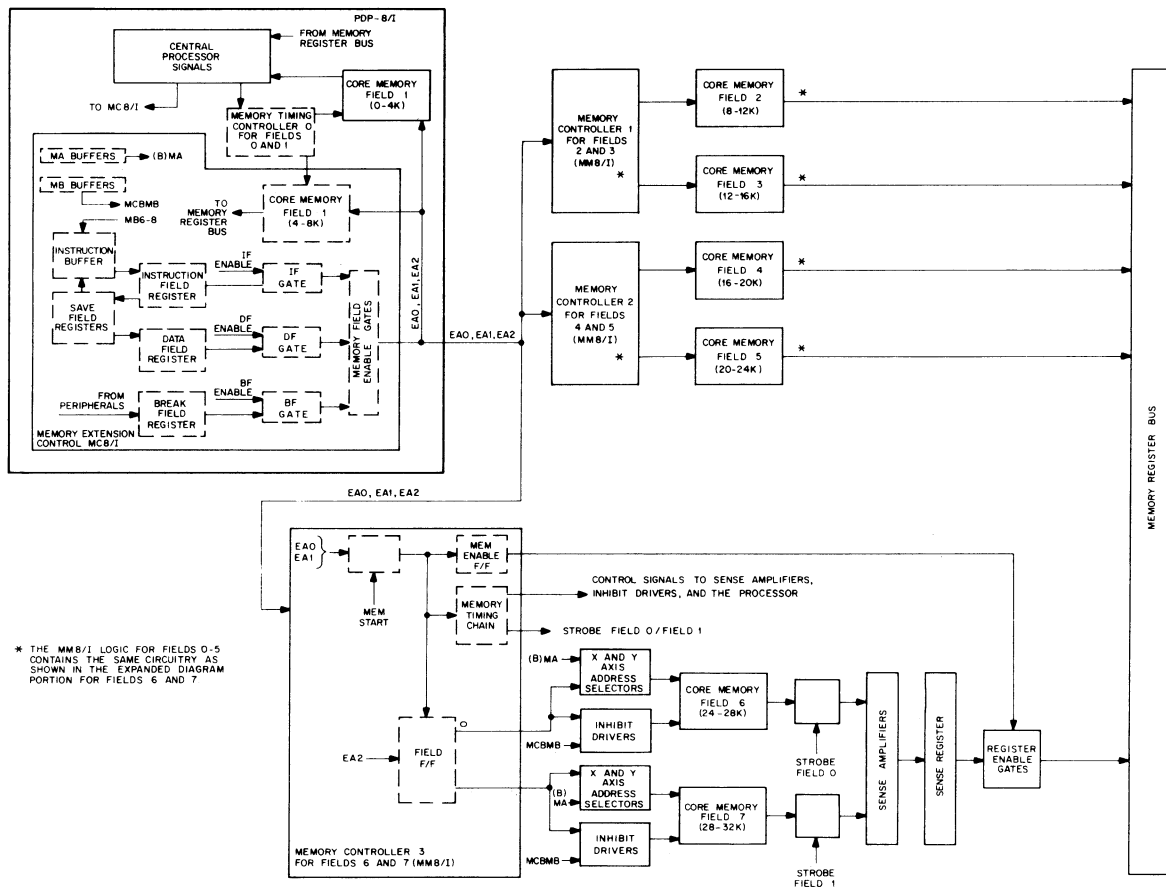 PDP-8/I
FROM MEMORY
REGISTER BUS
CENTRAL
PROCESSOR
SIGNALS
TO MC8/I
CORE MEMORY
FIELD 1
(0-4K)
MEMORY TIMING
CONTROLLER 0
FOR FIELDS
0 AND 1
MA BUFFERS
(B)MA
MB BUFFERS
MCBMB
MB6-8
TO
MEMORY
REGISTER
BUS
CORE MEMORY
FIELD 1
(4-8K)
INSTRUCTION
BUFFER
INSTRUCTION
FIELD
REGISTER
IF
ENABLE
IF
GATE
SAVE
FIELD
REGISTERS
DATA
FIELD
REGISTER
DF
ENABLE
DF
GATE
FROM
PERIPHERALS
BREAK
FIELD
REGISTER
BF
ENABLE
BF
GATE
MEMORY FIELD
ENABLE GATES
MEMORY EXTENSION
CONTROL MC8/I
EA0, EA1, EA2
EA0, EA1, EA2
MEMORY
CONTROLLER 1
FOR FIELDS
2 AND 3
(MM8/I)
*
CORE MEMORY
FIELD 2
(8-12K)
*
CORE MEMORY
FIELD 3
(12-16K)
*
MEMORY
CONTROLLER 2
FOR FIELDS
4 AND 5
(MM8/I)
*
CORE MEMORY
FIELD 4
(16-20K)
*
CORE MEMORY
FIELD 5
(20-24K)
*
MEMORY REGISTER BUS
EA0, EA1, EA2
EA0
EA1
MEM
START
MEM
ENABLE
F/F
MEMORY
TIMING
CHAIN
CONTROL SIGNALS TO SENSE AMPLIFIERS,
INHIBIT DRIVERS, AND THE PROCESSOR
STROBE FIELD 0/FIELD 1
* THE MM8/I LOGIC FOR FIELDS 0-5
CONTAINS THE SAME CIRCUITRY AS
SHOWN IN THE EXPANDED DIAGRAM
PORTION FOR FIELDS 6 AND 7
EA2
FIELD
F/F
0
(B)MA
X AND Y
AXIS
ADDRESS
SELECTORS
MCBMB
INHIBIT
DRIVERS
CORE MEMORY
FIELD 6
(24-28K)
STROBE
FIELD 0
(B)
MA
X AND Y
AXIS
ADDRESS
SELECTORS
MCBMB
INHIBIT
DRIVERS
CORE MEMORY
FIELD 7
(28-32K)
STROBE
FIELD 1
SENSE AMPLIFIERS
SENSE REGISTER
REGISTER
ENABLE
GATES
MEMORY CONTROLLER 3
FOR FIELDS 6 AND 7 (MM8/I)